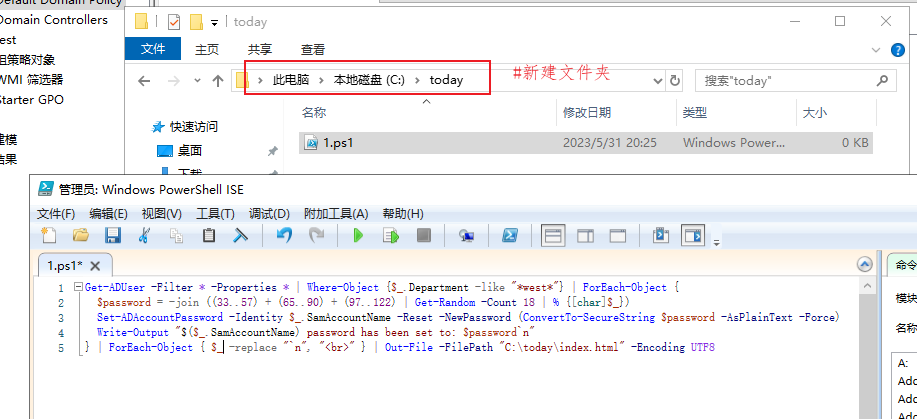 Default Domain Policy
Domain Controllers
est
组策略对象
WMI 筛选器
Starter GPO
建模
结果
today
文件 主页 共享 查看
此电脑 › 本地磁盘 (C:) › today
搜索"today"
#新建文件夹
快速访问
桌面
下载
名称 修改日期 类型 大小
1.ps1 2023/5/31 20:25 Windows Power... 0 KB
管理员: Windows PowerShell ISE
文件(F) 编辑(E) 视图(V) 工具(T) 调试(D) 附加工具(A) 帮助(H)
1.ps1* ✕
1 Get-ADUser -Filter * -Properties * | Where-Object {$_.Department -like "*west*"} | ForEach-Object {
2 $password = -join ((33..57) + (65..90) + (97..122) | Get-Random -Count 18 | % {[char]$_})
3 Set-ADAccountPassword -Identity $_.SamAccountName -Reset -NewPassword (ConvertTo-SecureString $password -AsPlainText -Force)
4 Write-Output "$($_.SamAccountName) password has been set to: $password`n"
5 } | ForEach-Object { $_ -replace "`n", "<br>" } | Out-File -FilePath "C:\today\index.html" -Encoding UTF8
命令
模块
名称
A:
Add
Add
Add